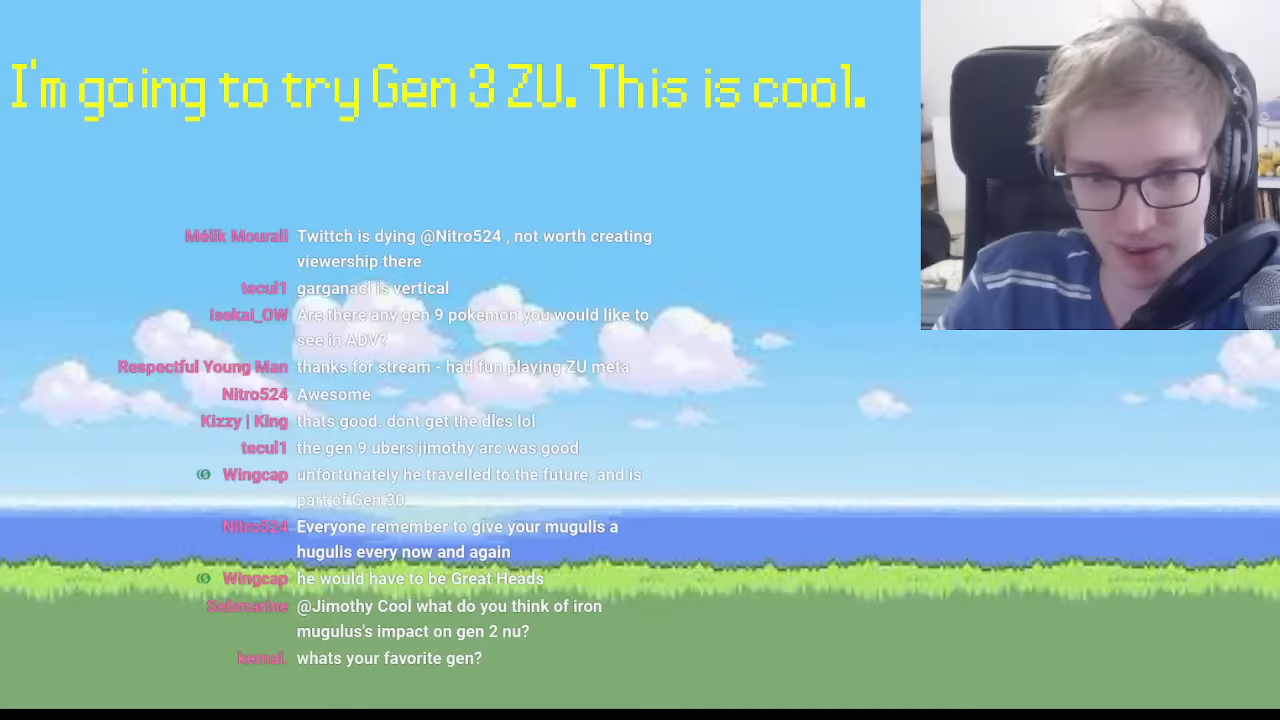 I'm going to try Gen 3 ZU. This is cool.
Mélik Mourali Twittch is dying @Nitro524 , not worth creating
viewership there
tecul1 garganacl is vertical
Isekai_OW Are there any gen 9 pokemon you would like to
see in ADV?
Respectful Young Man thanks for stream - had fun playing ZU meta
Nitro524 Awesome
Kizzy | King thats good. dont get the dlcs lol
tecul1 the gen 9 ubers jimothy arc was good
Wingcap unfortunately he travelled to the future, and is
part of Gen 30
Nitro524 Everyone remember to give your mugulis a
hugulis every now and again
Wingcap he would have to be Great Heads
Sebmarine @Jimothy Cool what do you think of iron
mugulus's impact on gen 2 nu?
kemal. whats your favorite gen?